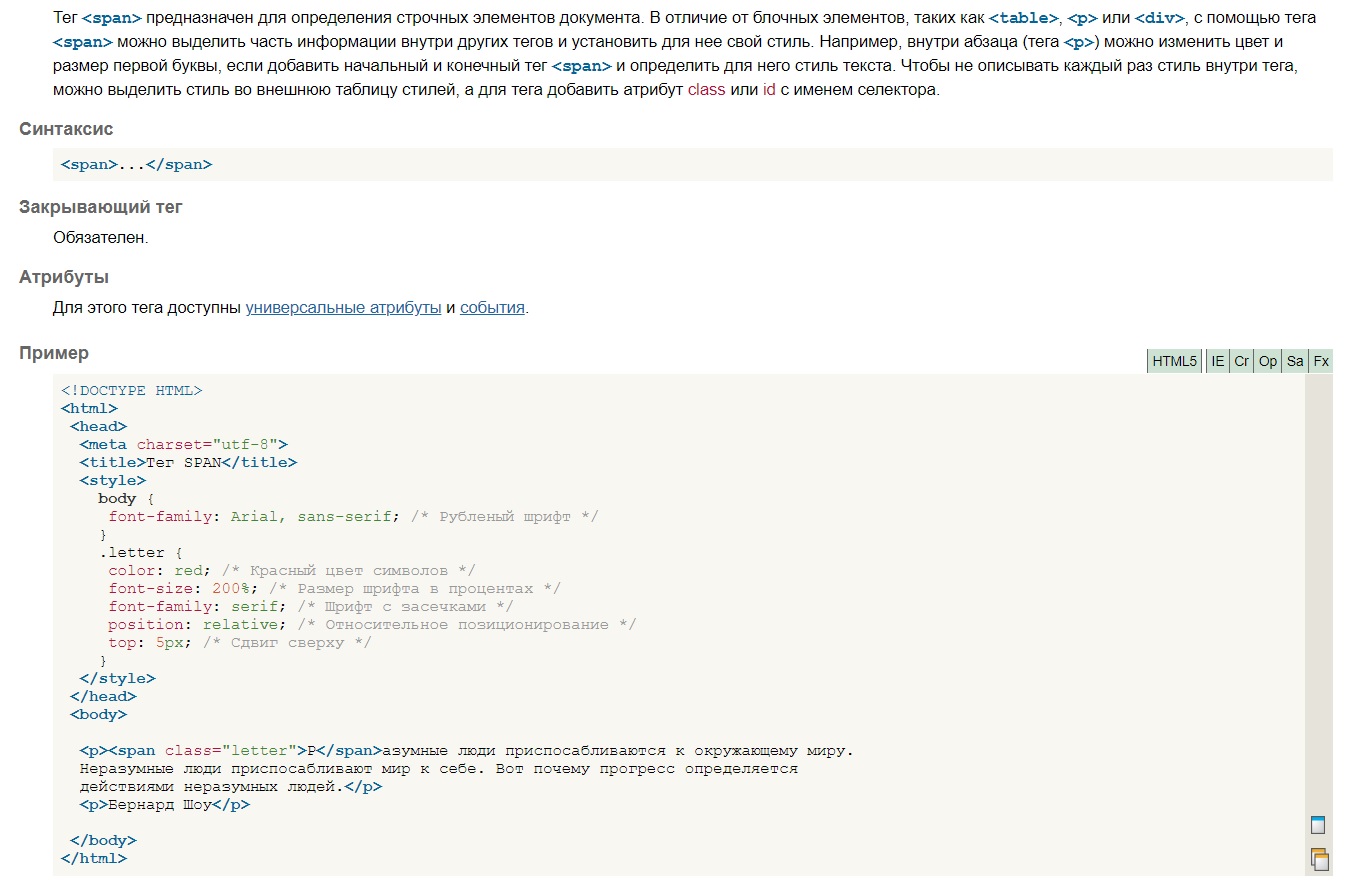 Тег <span> предназначен для определения строчных элементов документа. В отличие от блочных элементов, таких как <table>, <p> или <div>, с помощью тега
<span> можно выделить часть информации внутри других тегов и установить для нее свой стиль. Например, внутри абзаца (тега <p>) можно изменить цвет и
размер первой буквы, если добавить начальный и конечный тег <span> и определить для него стиль текста. Чтобы не описывать каждый раз стиль внутри тега,
можно выделить стиль во внешнюю таблицу стилей, а для тега добавить атрибут class или id с именем селектора.
Синтаксис
<span>...</span>
Закрывающий тег
Обязателен.
Атрибуты
Для этого тега доступны универсальные атрибуты и события.
Пример
HTML5 IE Cr Op Sa Fx
<!DOCTYPE HTML>
<html>
<head>
<meta charset="utf-8">
<title>Тег SPAN</title>
<style>
body {
font-family: Arial, sans-serif; /* Рубленый шрифт */
}
.letter {
color: red; /* Красный цвет символов */
font-size: 200%; /* Размер шрифта в процентах */
font-family: serif; /* Шрифт с засечками */
position: relative; /* Относительное позиционирование */
top: 5px; /* Сдвиг сверху */
}
</style>
</head>
<body>
<p><span class="letter">Р</span>азумные люди приспосабливаются к окружающему миру.
Неразумные люди приспосабливают мир к себе. Вот почему прогресс определяется
действиями неразумных людей.</p>
<p>Бернард Шоу</p>
</body>
</html>